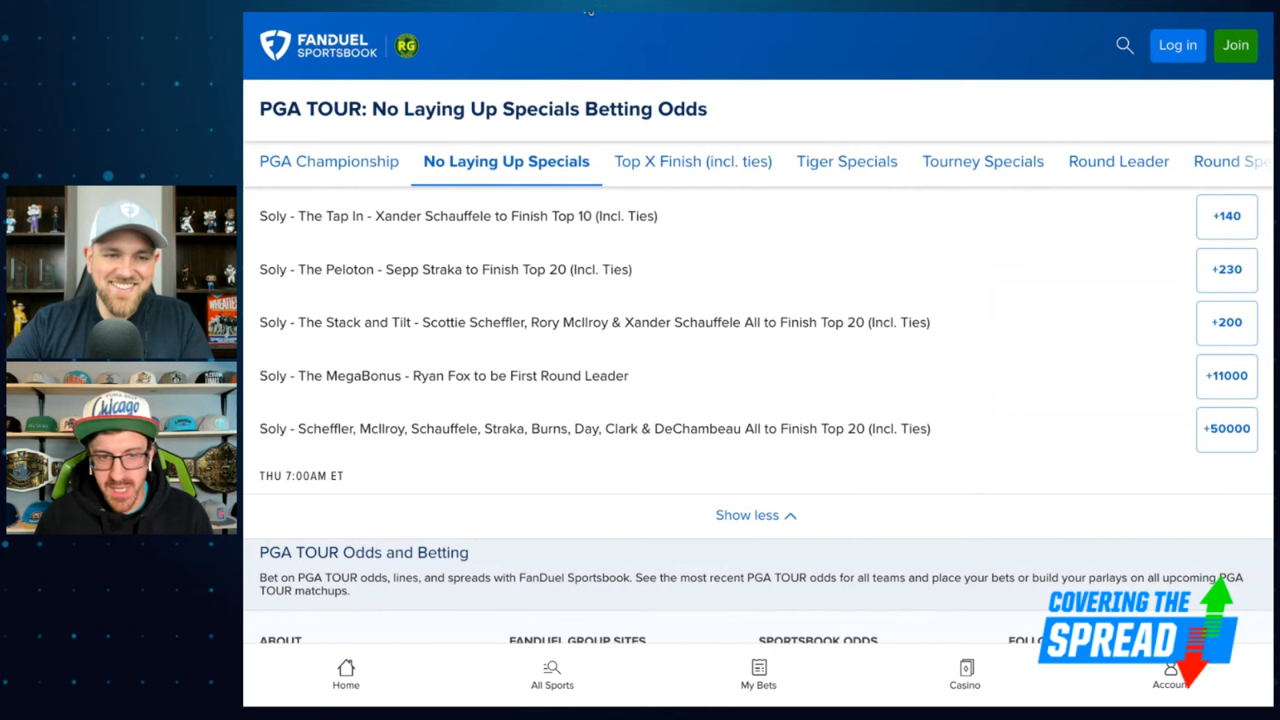 FANDUEL
SPORTSBOOK
RG
Log in
Join
PGA TOUR: No Laying Up Specials Betting Odds
PGA Championship
No Laying Up Specials
Top X Finish (incl. ties)
Tiger Specials
Tourney Specials
Round Leader
Round Spe
Soly - The Tap In - Xander Schauffele to Finish Top 10 (Incl. Ties)
+140
Soly - The Peloton - Sepp Straka to Finish Top 20 (Incl. Ties)
+230
Soly - The Stack and Tilt - Scottie Scheffler, Rory McIlroy & Xander Schauffele All to Finish Top 20 (Incl. Ties)
+200
Soly - The MegaBonus - Ryan Fox to be First Round Leader
+11000
Soly - Scheffler, McIlroy, Schauffele, Straka, Burns, Day, Clark & DeChambeau All to Finish Top 20 (Incl. Ties)
+50000
THU 7:00AM ET
Show less
PGA TOUR Odds and Betting
Bet on PGA TOUR odds, lines, and spreads with FanDuel Sportsbook. See the most recent PGA TOUR odds for all teams and place your bets or build your parlays on all upcoming PGA
TOUR matchups.
ABOUT
FANDUEL GROUP SITES
SPORTSBOOK ODDS
FOLL
Home
All Sports
My Bets
Casino
Accoun
COVERING THE
SPREAD
WHEATIES
Chicago